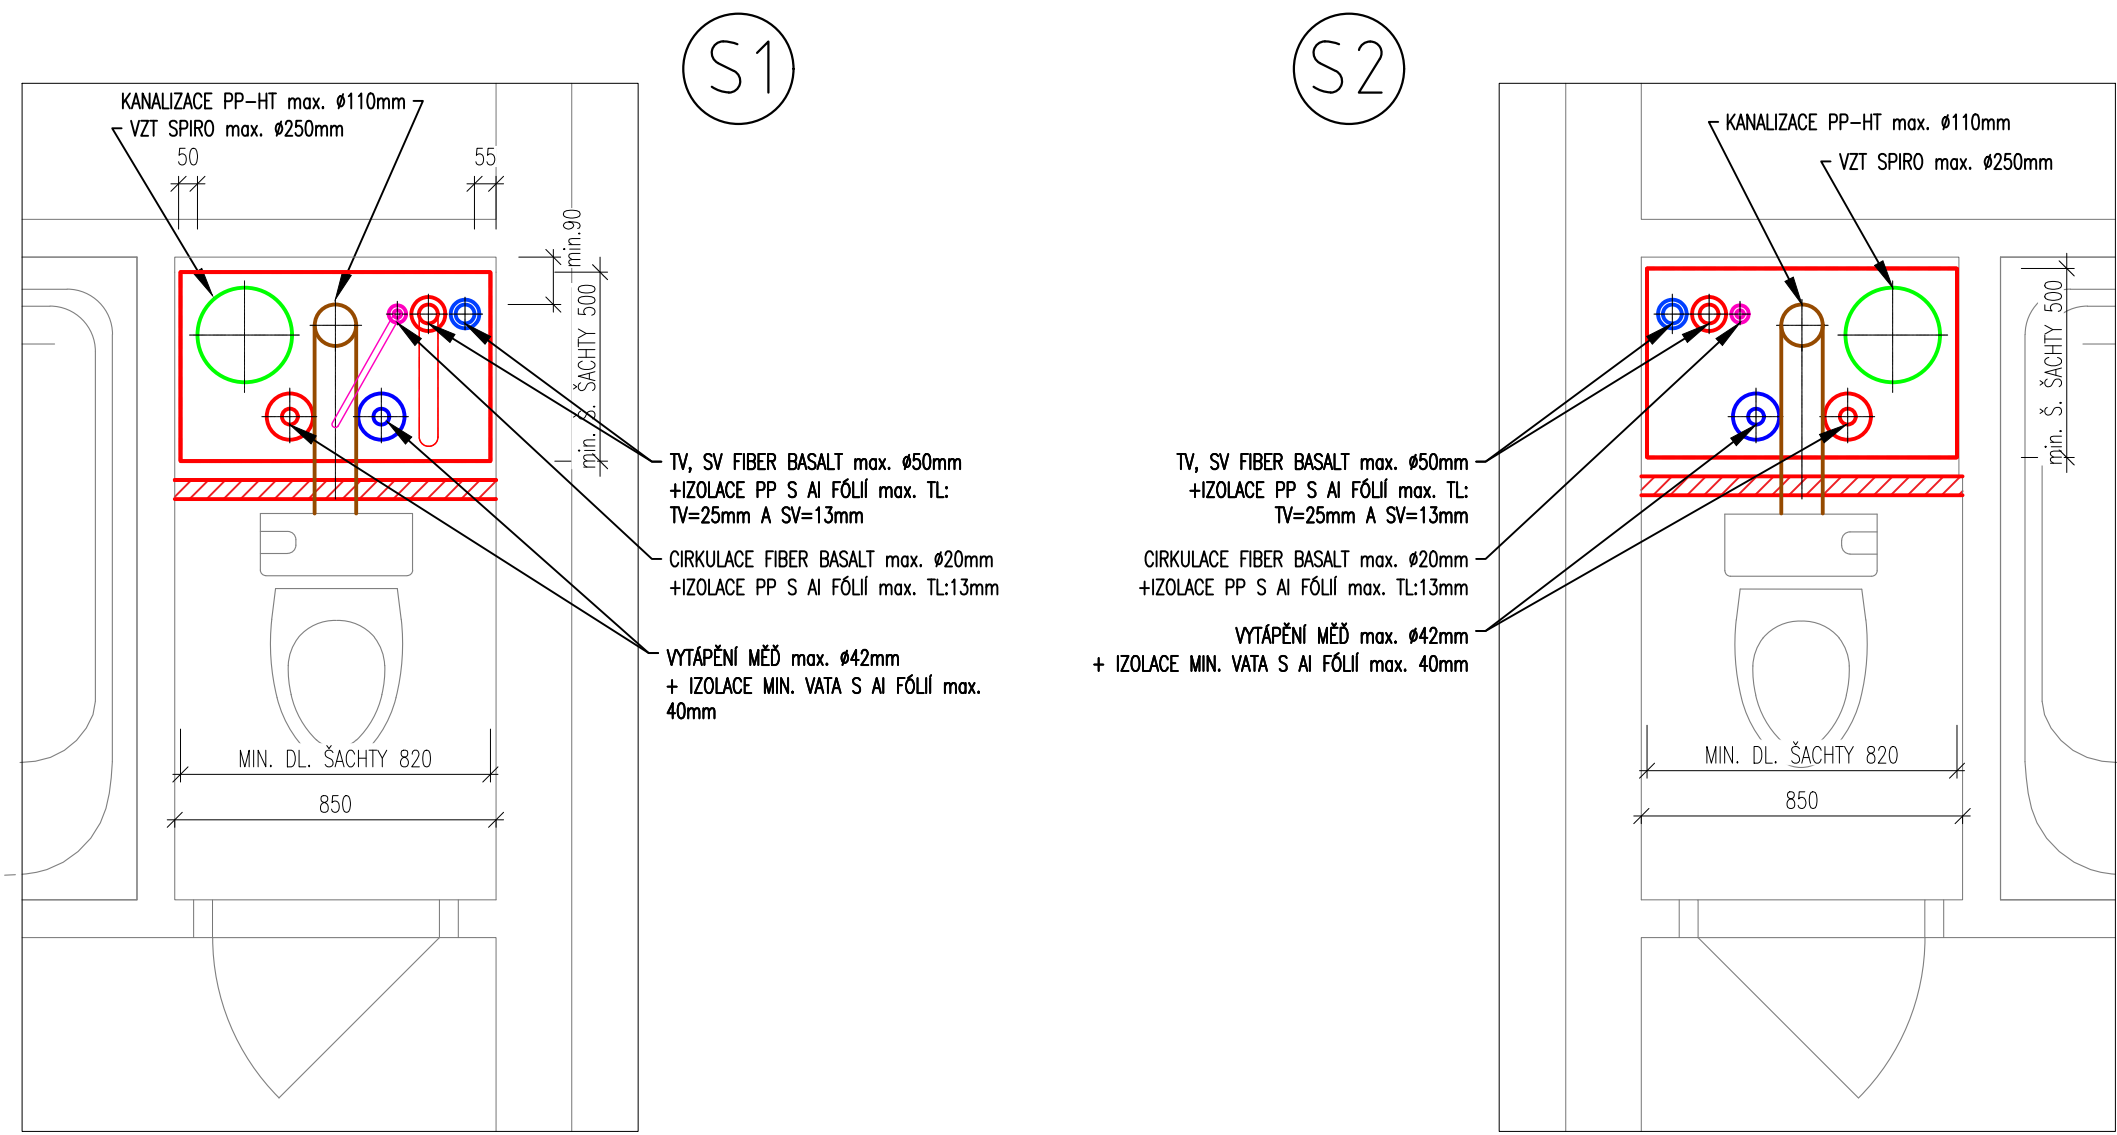 S1
KANALIZACE PP-HT max. ø110mm
VZT SPIRO max. ø250mm
50
55
min.90
min. Š. ŠACHTY 500
TV, SV FIBER BASALT max. ø50mm
+IZOLACE PP S Al FÓLIÍ max. TL:
TV=25mm A SV=13mm
CIRKULACE FIBER BASALT max. ø20mm
+IZOLACE PP S Al FÓLIÍ max. TL:13mm
VYTÁPĚNÍ MĚĎ max. ø42mm
+ IZOLACE MIN. VATA S Al FÓLIÍ max.
40mm
MIN. DL. ŠACHTY 820
850
S2
KANALIZACE PP-HT max. ø110mm
VZT SPIRO max. ø250mm
min. Š. ŠACHTY 500
TV, SV FIBER BASALT max. ø50mm
+IZOLACE PP S Al FÓLIÍ max. TL:
TV=25mm A SV=13mm
CIRKULACE FIBER BASALT max. ø20mm
+IZOLACE PP S Al FÓLIÍ max. TL:13mm
VYTÁPĚNÍ MĚĎ max. ø42mm
+ IZOLACE MIN. VATA S Al FÓLIÍ max. 40mm
MIN. DL. ŠACHTY 820
850